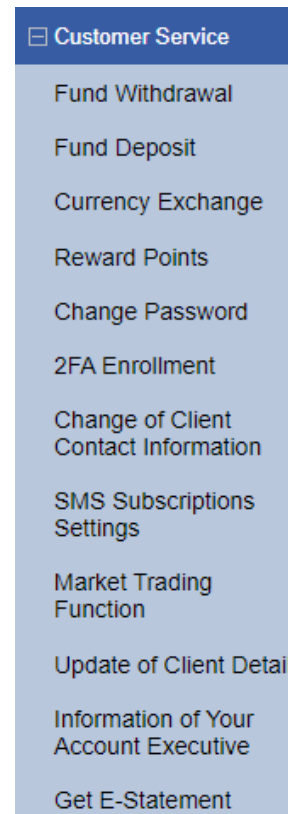 Customer Service
Fund Withdrawal
Fund Deposit
Currency Exchange
Reward Points
Change Password
2FA Enrollment
Change of Client
Contact Information
SMS Subscriptions
Settings
Market Trading
Function
Update of Client Detai
Information of Your
Account Executive
Get E-Statement